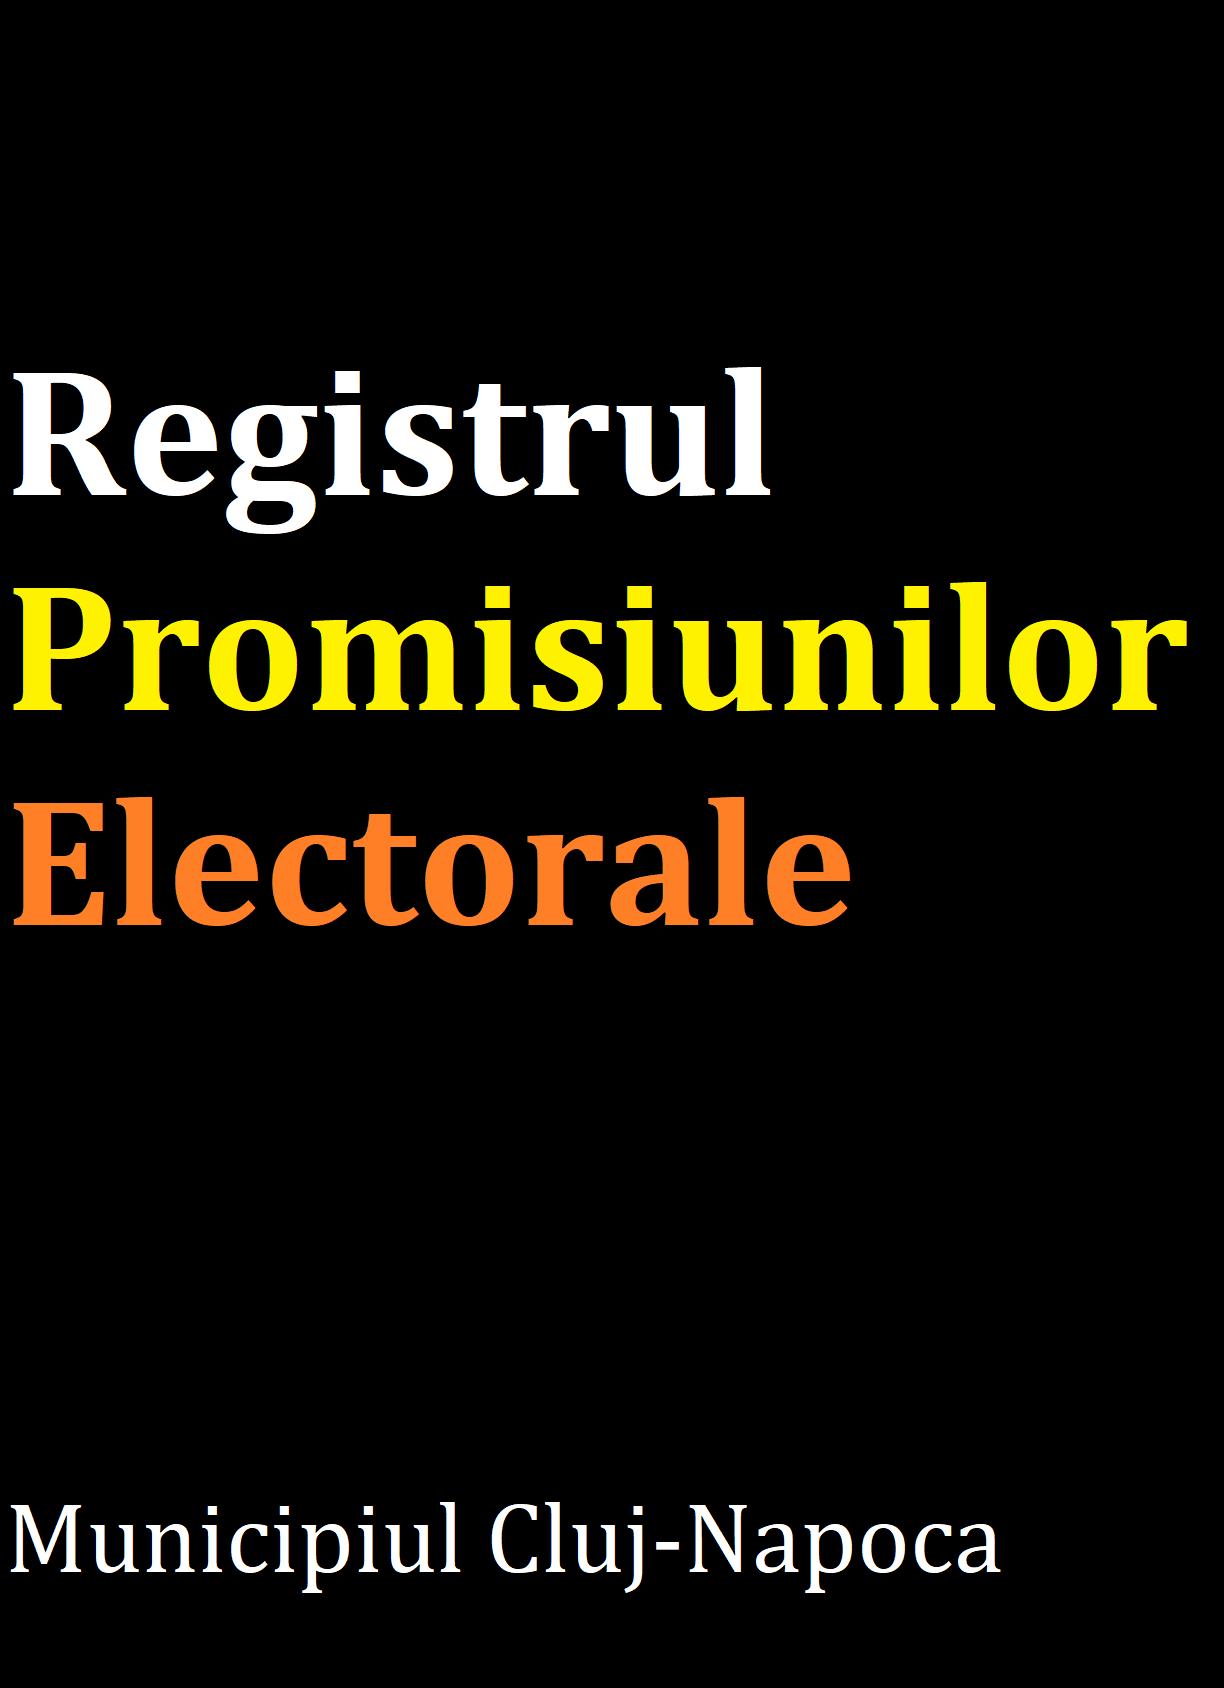 Registrul
Promisiunilor
Electorale
Municipiul Cluj-Napoca